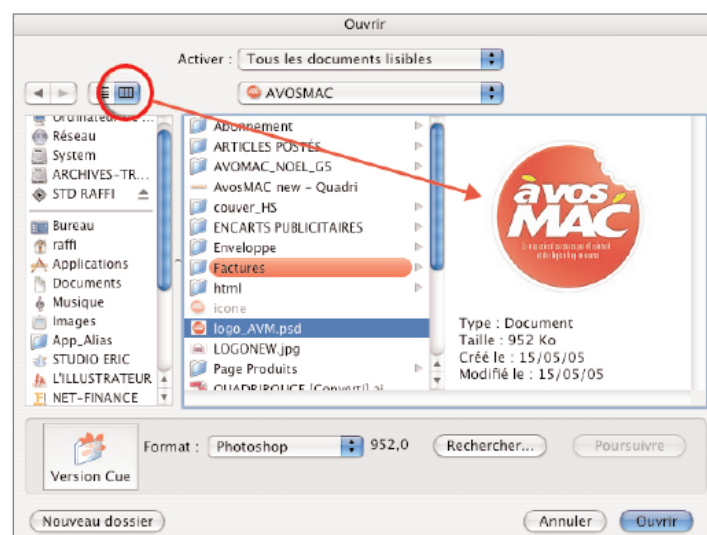 Ouvrir
Activer : Tous les documents lisibles
AVOSMAC
Réseau
System
ARCHIVES-TR...
STD RAFFI
Bureau
raffi
Applications
Documents
Musique
Images
App_Alias
STUDIO ERIC
L'ILLUSTRATEUR
NET-FINANCE
Abonnement
ARTICLES POSTÉS
AVOMAC_NOEL_G5
AvosMAC new - Quadri
couver_HS
ENCARTS PUBLICITAIRES
Enveloppe
Factures
html
icone
logo_AVM.psd
LOGONEW.jpg
Page Produits
QUADRIROUGE [Converti].ai
àvos
MAC
Type : Document
Taille : 952 Ko
Créé le : 15/05/05
Modifié le : 15/05/05
Version Cue
Format : Photoshop 952,0 Rechercher... Poursuivre
Nouveau dossier Annuler Ouvrir